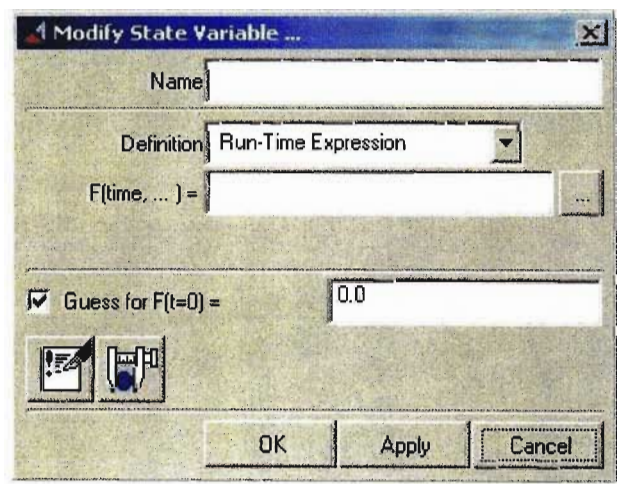 Modify State Variable ...
Name
Definition Run-Time Expression
F(time, ... ) = ...
Guess for F(t=0) = 0.0
OK Apply Cancel